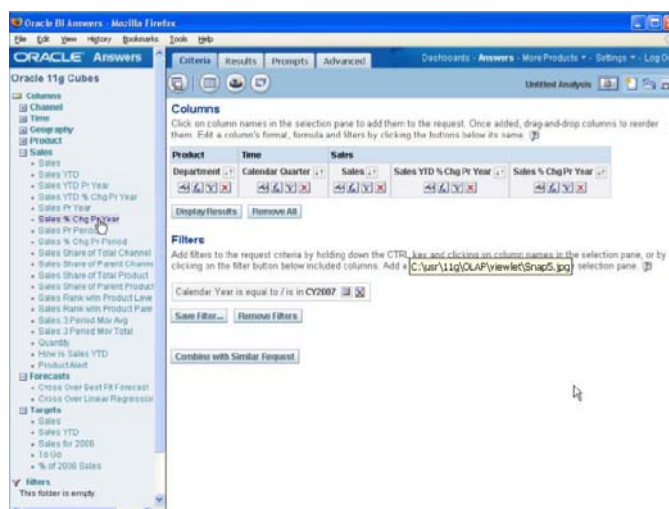 Oracle BI Answers - Mozilla Firefox
File Edit View History Bookmarks Tools Help
ORACLE Answers
Criteria Results Prompts Advanced
Dashboards - Answers - More Products - Settings - Log
Oracle 11g Cubes
Untitled Analysis
Columns
Channel
Time
Geography
Product
Sales
Sales
Sales YTD
Sales YTD Pr Year
Sales YTD % Chg Pr Year
Sales Pr Year
Sales % Chg Pr Year
Sales Pr Period
Sales % Chg Pr Period
Sales Share of Total Channel
Sales Share of Parent Channe
Sales Share of Total Product
Sales Share of Parent Product
Sales Rank w/in Product Leve
Sales Rank w/in Product Pare
Sales 3 Period Mov Avg
Sales 3 Period Mov Total
Quantity
How is Sales YTD
ProductAlert
Forecasts
Cross Over Best Fit Forecast
Cross Over Linear Regressio
Targets
Sales
Sales YTD
Sales for 2006
To Go
% of 2006 Sales
Filters
This folder is empty.
Columns
Click on column names in the selection pane to add them to the request. Once added, drag-and-drop columns to reorder
them. Edit a column's format, formula and filters by clicking the buttons below its name.
Product Time Sales
Department Calendar Quarter Sales Sales YTD % Chg Pr Year Sales % Chg Pr Year
Display Results Remove All
Filters
Add filters to the request criteria by holding down the CTRL key and clicking on column names in the selection pane, or by
clicking on the filter button below included columns. Add a C:\usr\11g\OLAP\viewlet\Snap5.jpg selection pane.
Calendar Year is equal to / is in CY2007
Save Filter... Remove Filters
Combine with Similar Request